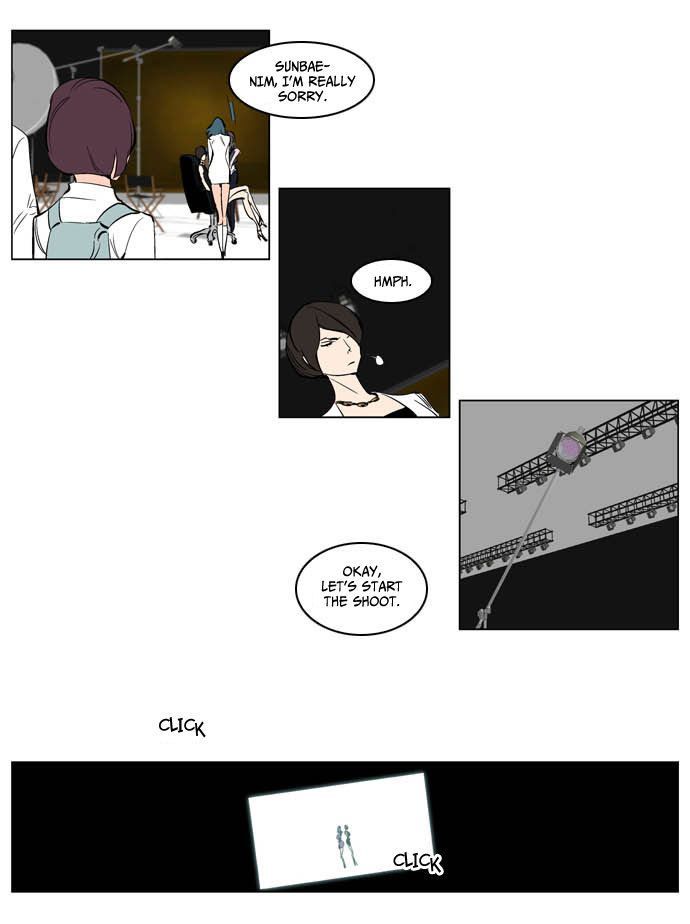 SUNBAE-
NIM, I'M REALLY
SORRY.
HMPH.
OKAY,
LET'S START
THE SHOOT.
CLICK
CLICK